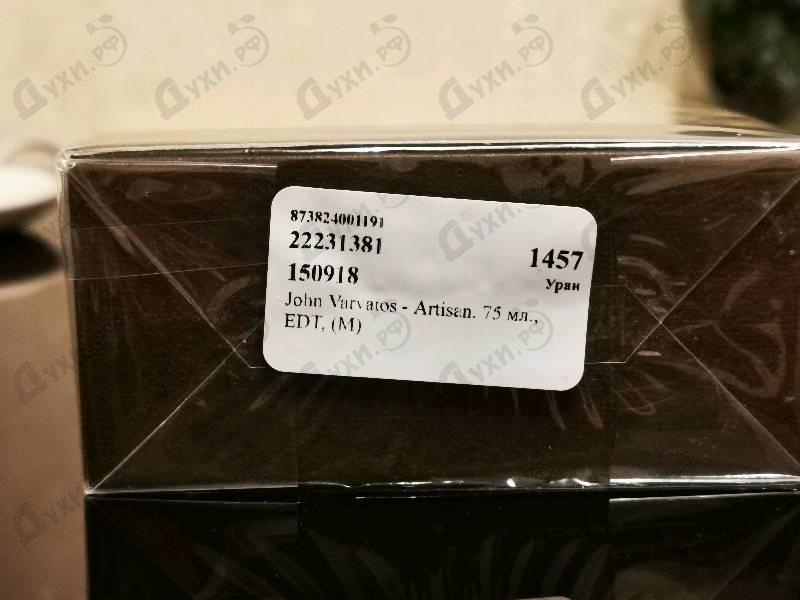 873824001191
22231381
1457
150918
Уран
John Varvatos - Artisan. 75 мл.,
EDT, (M)
Духи.рф